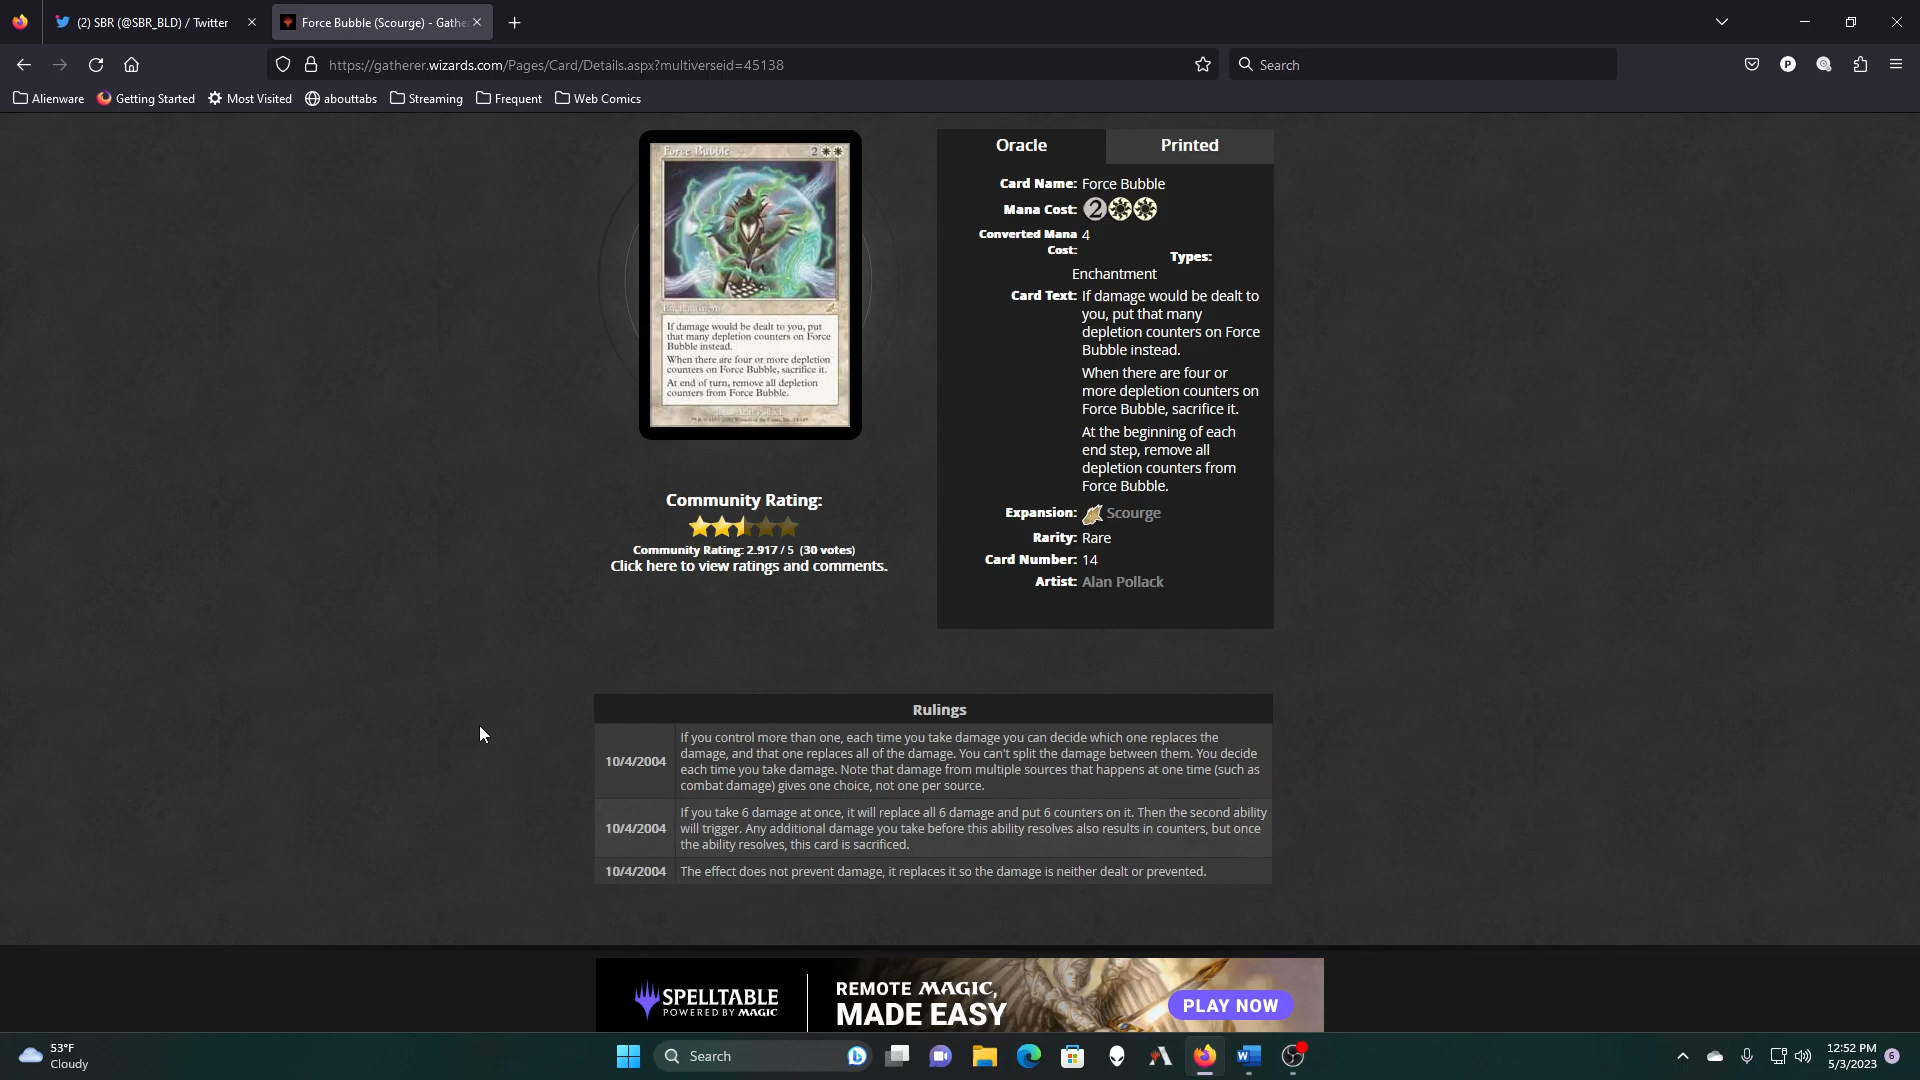 (2) SBR (@SBR_BLD) / Twitter
Force Bubble (Scourge) - Gathe
https://gatherer.wizards.com/Pages/Card/Details.aspx?multiverseid=45138
Search
Alienware
Getting Started
Most Visited
abouttabs
Streaming
Frequent
Web Comics
Force Bubble 2
Enchantment
If damage would be dealt to you, put
that many depletion counters on Force
Bubble instead.
When there are four or more depletion
counters on Force Bubble, sacrifice it.
At end of turn, remove all depletion
counters from Force Bubble.
Community Rating:
Community Rating: 2.917 / 5 (30 votes)
Click here to view ratings and comments.
Oracle
Printed
Card Name: Force Bubble
Mana Cost: 2
Converted Mana 4
Cost:
Types:
Enchantment
Card Text: If damage would be dealt to
you, put that many
depletion counters on Force
Bubble instead.
When there are four or
more depletion counters on
Force Bubble, sacrifice it.
At the beginning of each
end step, remove all
depletion counters from
Force Bubble.
Expansion: Scourge
Rarity: Rare
Card Number: 14
Artist: Alan Pollack
Rulings
10/4/2004
If you control more than one, each time you take damage you can decide which one replaces the
damage, and that one replaces all of the damage. You can't split the damage between them. You decide
each time you take damage. Note that damage from multiple sources that happens at one time (such as
combat damage) gives one choice, not one per source.
10/4/2004
If you take 6 damage at once, it will replace all 6 damage and put 6 counters on it. Then the second ability
will trigger. Any additional damage you take before this ability resolves also results in counters, but once
the ability resolves, this card is sacrificed.
10/4/2004
The effect does not prevent damage, it replaces it so the damage is neither dealt or prevented.
SPELLTABLE
POWERED BY MAGIC
REMOTE MAGIC,
MADE EASY
PLAY NOW
53°F
Cloudy
Search
12:52 PM
5/3/2023
6